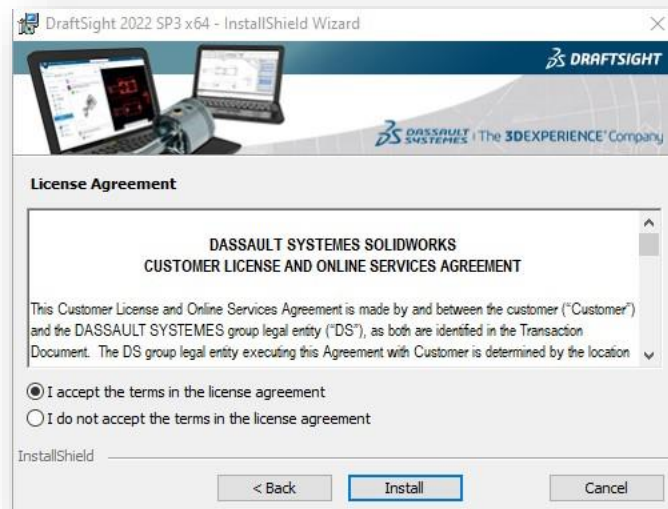 DraftSight 2022 SP3 x64 - InstallShield Wizard
DRAFTSIGHT
DASSAULT SYSTEMES | The 3DEXPERIENCE® Company
License Agreement
DASSAULT SYSTEMES SOLIDWORKS
CUSTOMER LICENSE AND ONLINE SERVICES AGREEMENT
This Customer License and Online Services Agreement is made by and between the customer (“Customer”)
and the DASSAULT SYSTEMES group legal entity (“DS”), as both are identified in the Transaction
Document. The DS group legal entity executing this Agreement with Customer is determined by the location
I accept the terms in the license agreement
I do not accept the terms in the license agreement
InstallShield
< Back
Install
Cancel